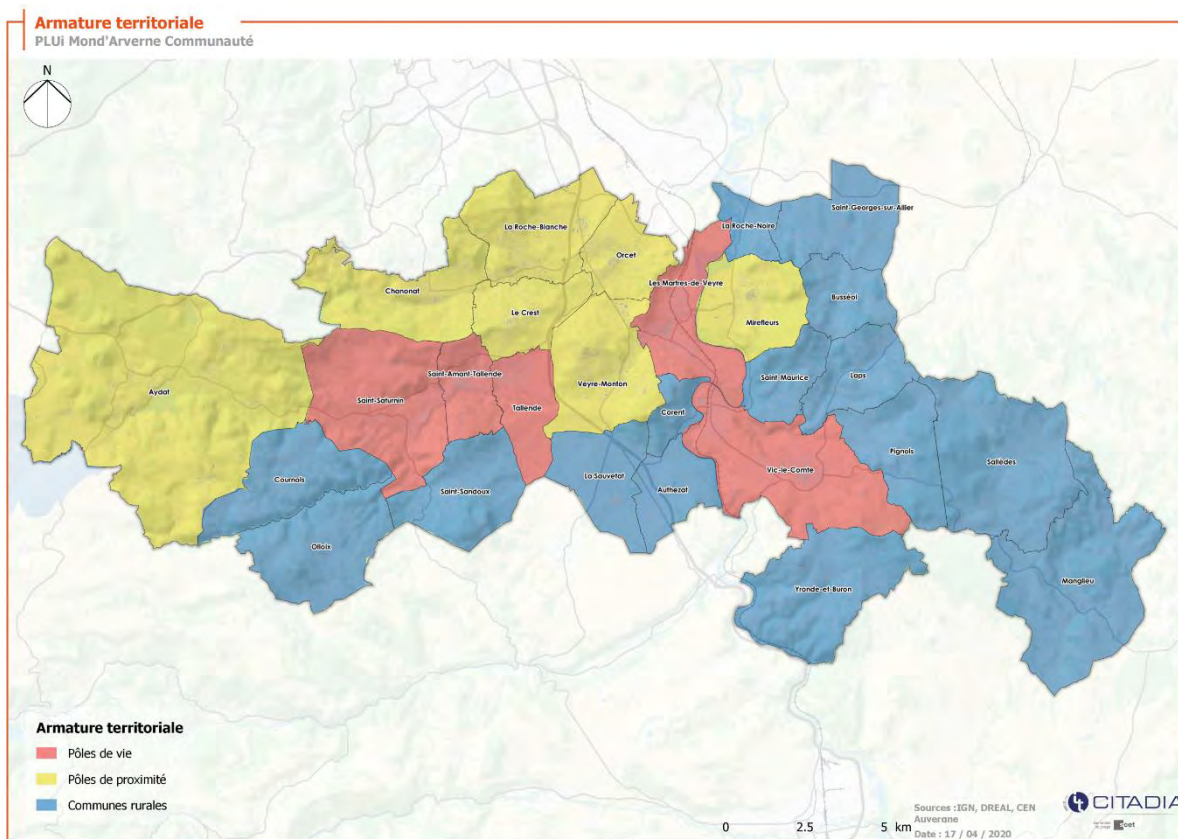 Armature territoriale
PLUi Mond'Arverne Communauté
N
Saint-Georges-sur-Allier
La Roche-Noire
La Roche-Blanche
Orcet
Les Martres-de-Veyre
Chanonat
Busséol
Le Crest
Mirefleurs
Saint-Amant-Tallende
Saint-Maurice
Laps
Veyre-Monton
Aydat
Saint-Saturnin
Tallende
Corent
Pignols
Sallèdes
Vic-le-Comte
La Sauvetat
Cournols
Saint-Sandoux
Authezat
Olloix
Manglieu
Yronde-et-Buron
Armature territoriale
Pôles de vie
Pôles de proximité
Communes rurales
0 2.5 5 km
Sources :IGN, DREAL, CEN
Auvergne
Date : 17 / 04 / 2020
CITADIA